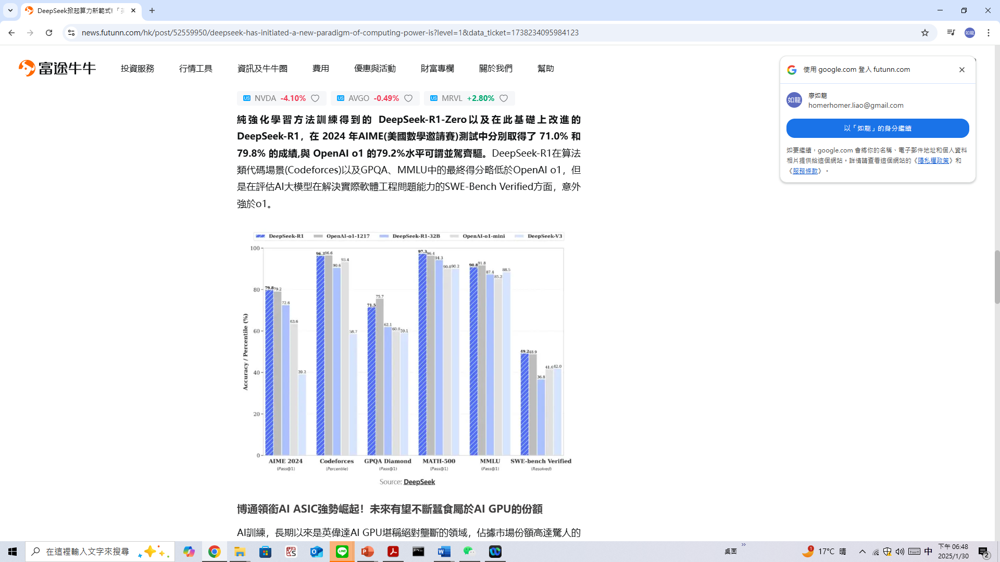 DeepSeek掀起算力新範式!「英
news.futunn.com/hk/post/52559950/deepseek-has-initiated-a-new-paradigm-of-computing-power-is?level=1&data_ticket=1738234095984123
如龍
富途牛牛
投資服務 行情工具 資訊及牛牛圈 費用 優惠與活動 財富專欄 關於我們 幫助
使用 google.com 登入 futunn.com
如龍
廖如龍
homerhomer.liao@gmail.com
以「如龍」的身分繼續
如要繼續，google.com 會將你的名稱、電子郵件地址和個人資料
相片提供給這個網站。詳情請查看這個網站的《隱私權政策》和
《服務條款》。
US NVDA -4.10% US AVGO -0.49% US MRVL +2.80%
純強化學習方法訓練得到的 DeepSeek-R1-Zero以及在此基礎上改進的
DeepSeek-R1，在 2024 年AIME(美國數學邀請賽)測試中分別取得了 71.0% 和
79.8% 的成績,與 OpenAI o1 的79.2%水平可謂並駕齊驅。DeepSeek-R1在算法
類代碼場景(Codeforces)以及GPQA、MMLU中的最終得分略低於OpenAI o1，但
是在評估AI大模型在解決實際軟體工程問題能力的SWE-Bench Verified方面，意外
強於o1。
DeepSeek-R1 OpenAI-o1-1217 DeepSeek-R1-32B OpenAI-o1-mini DeepSeek-V3
Accuracy / Percentile (%)
100
80
60
40
20
0
79.8 79.2 72.6 63.6 39.2
96.3 96.6 90.6 93.4 58.7
71.5 75.7 62.1 60.0 59.1
97.3 96.4 94.3 90.0 90.2
90.8 91.8 87.4 85.2 88.5
49.2 48.9 36.8 41.6 42.0
AIME 2024 Codeforces GPQA Diamond MATH-500 MMLU SWE-bench Verified
(Pass@1) (Percentile) (Pass@1) (Pass@1) (Pass@1) (Resolved)
Source: DeepSeek
博通領銜AI ASIC強勢崛起！未來有望不斷蠶食屬於AI GPU的份額
AI訓練，長期以來是英偉達AI GPU堪稱絕對壟斷的領域，佔據市場份額高達驚人的
在這裡輸入文字來搜尋
LINE
桌面
1
17°C 晴
中
下午 06:48
2025/1/30
2